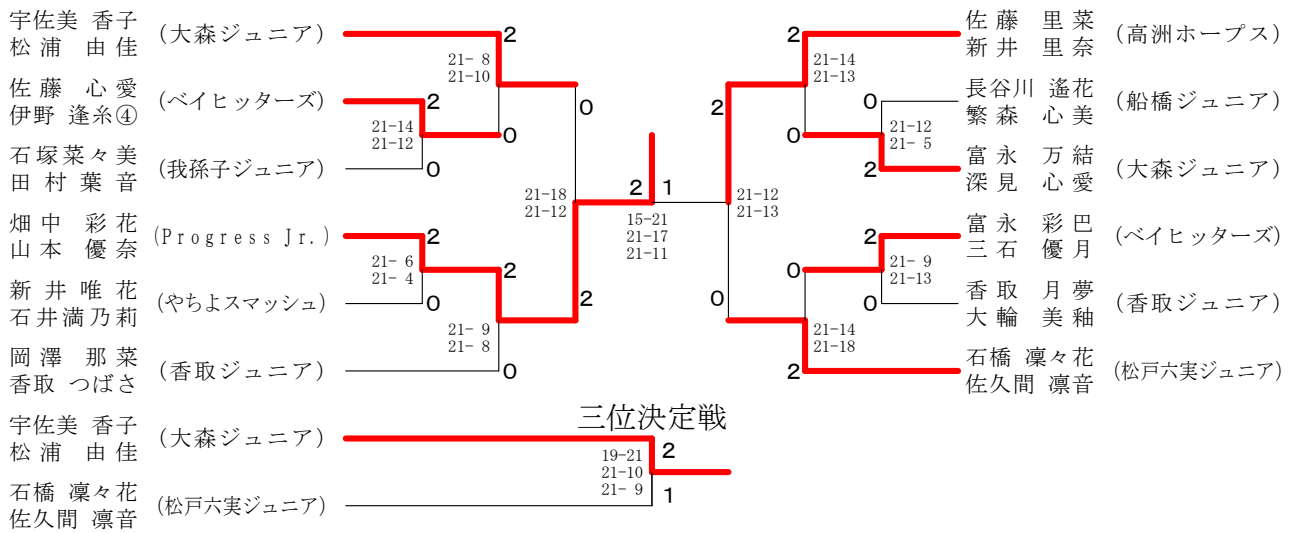 宇佐美 香子
松浦 由佳
(大森ジュニア)
佐藤 心愛
伊野 逢糸④
(ベイヒッターズ)
石塚菜々美
田村葉音
(我孫子ジュニア)
畑中 彩花
山本 優奈
(Progress Jr.)
新井唯花
石井満乃莉
(やちよスマッシュ)
岡澤 那菜
香取 つばさ
(香取ジュニア)
2
21- 8
21-10
2
21-14
21-12
0
0
0
21-18
21-12
2
21- 6
21- 4
0
2
2
21- 9
21- 8
0
2
1
15-21
21-17
21-11
佐藤 里菜
新井 里奈
(高洲ホープス)
長谷川 遙花
繁森 心美
(船橋ジュニア)
富永 万結
深見 心愛
(大森ジュニア)
富永 彩巴
三石 優月
(ベイヒッターズ)
香取 月夢
大輪 美釉
(香取ジュニア)
石橋 凜々花
佐久間 凛音
(松戸六実ジュニア)
2
21-14
21-13
2
0
0
21-12
21- 5
2
21-12
21-13
2
0
21- 9
21-13
0
0
21-14
21-18
2
三位決定戦
宇佐美 香子
松浦 由佳
(大森ジュニア)
19-21
21-10
21- 9
2
1
石橋 凜々花
佐久間 凛音
(松戸六実ジュニア)